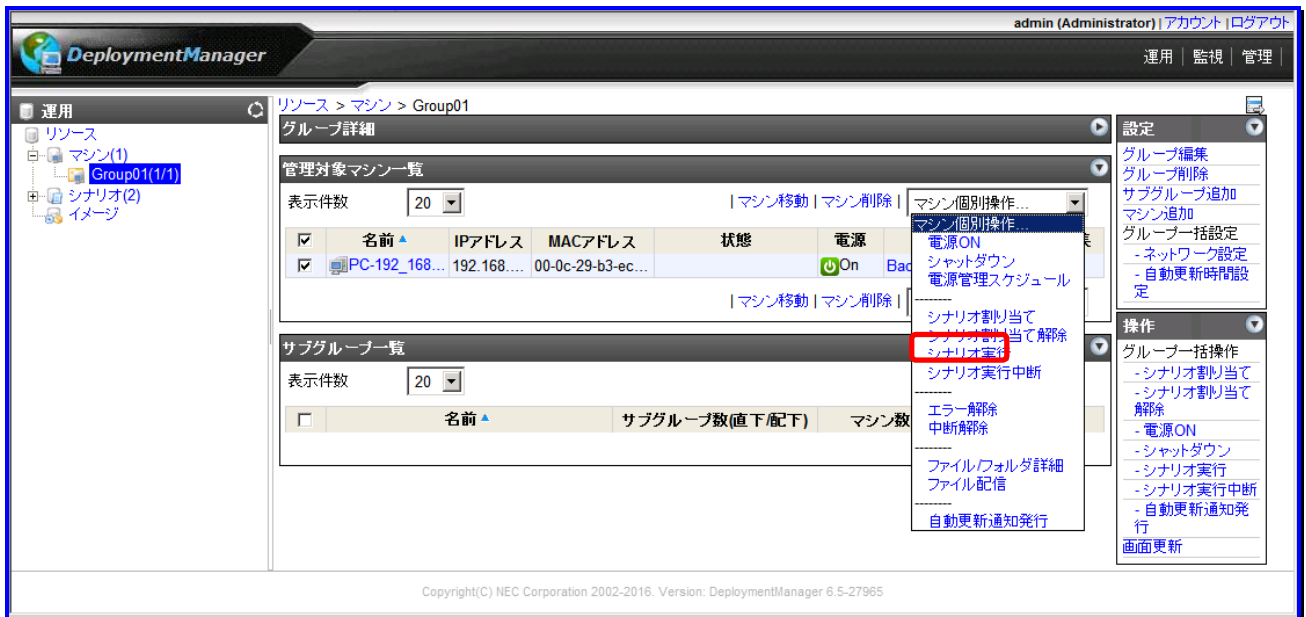 admin (Administrator) | アカウント | ログアウト
DeploymentManager
運用 | 監視 | 管理 |
運用
リソース
マシン(1)
Group01(1/1)
シナリオ(2)
イメージ
リソース > マシン > Group01
グループ詳細
管理対象マシン一覧
表示件数 20 | マシン移動 | マシン削除 | マシン個別操作...
名前 IPアドレス MACアドレス 状態 電源
PC-192_168... 192.168.... 00-0c-29-b3-ec... On Bac
| マシン移動 | マシン削除 |
マシン個別操作...
電源ON
シャットダウン
電源管理スケジュール
--------
シナリオ割り当て
シナリオ割り当て解除
シナリオ実行
シナリオ実行中断
--------
エラー解除
中断解除
--------
ファイル/フォルダ詳細
ファイル配信
--------
自動更新通知発行
サブグループ一覧
表示件数 20
名前 サブグループ数(直下/配下) マシン数
設定
グループ編集
グループ削除
サブグループ追加
マシン追加
グループ一括設定
- ネットワーク設定
- 自動更新時間設
定
操作
グループ一括操作
- シナリオ割り当て
- シナリオ割り当て
解除
- 電源ON
- シャットダウン
- シナリオ実行
- シナリオ実行中断
- 自動更新通知発
行
画面更新
Copyright(C) NEC Corporation 2002-2016. Version: DeploymentManager 6.5-27965